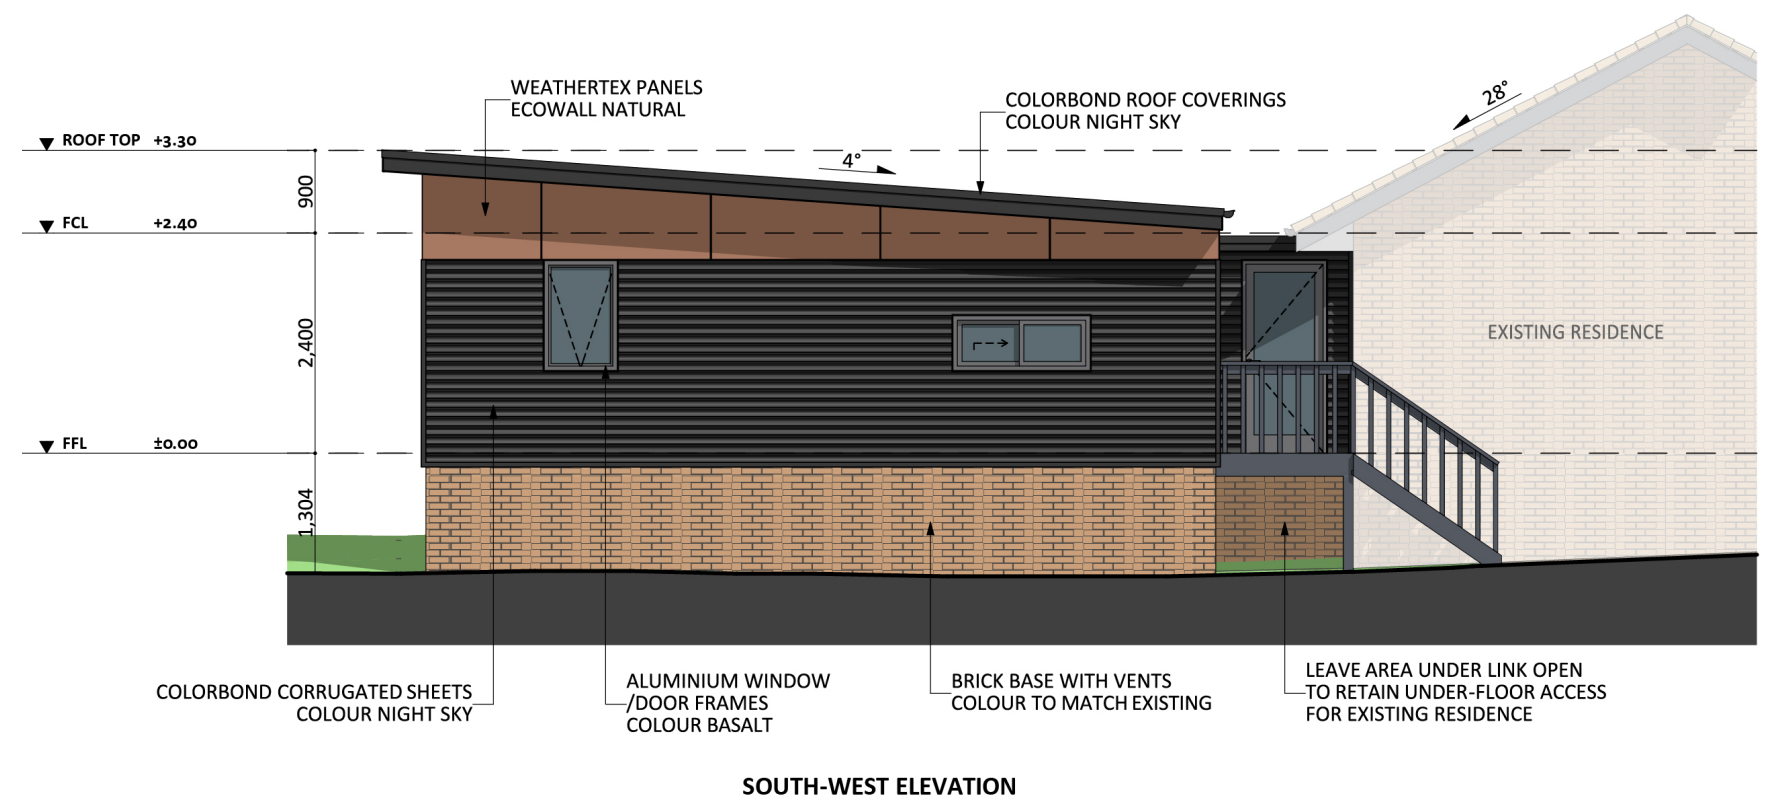 WEATHERTEX PANELS
ECOWALL NATURAL
COLORBOND ROOF COVERINGS
COLOUR NIGHT SKY
28°
4°
ROOF TOP +3.30
900
FCL +2.40
2,400
EXISTING RESIDENCE
FFL ±0.00
1,304
COLORBOND CORRUGATED SHEETS
COLOUR NIGHT SKY
ALUMINIUM WINDOW
/DOOR FRAMES
COLOUR BASALT
BRICK BASE WITH VENTS
COLOUR TO MATCH EXISTING
LEAVE AREA UNDER LINK OPEN
TO RETAIN UNDER-FLOOR ACCESS
FOR EXISTING RESIDENCE
SOUTH-WEST ELEVATION